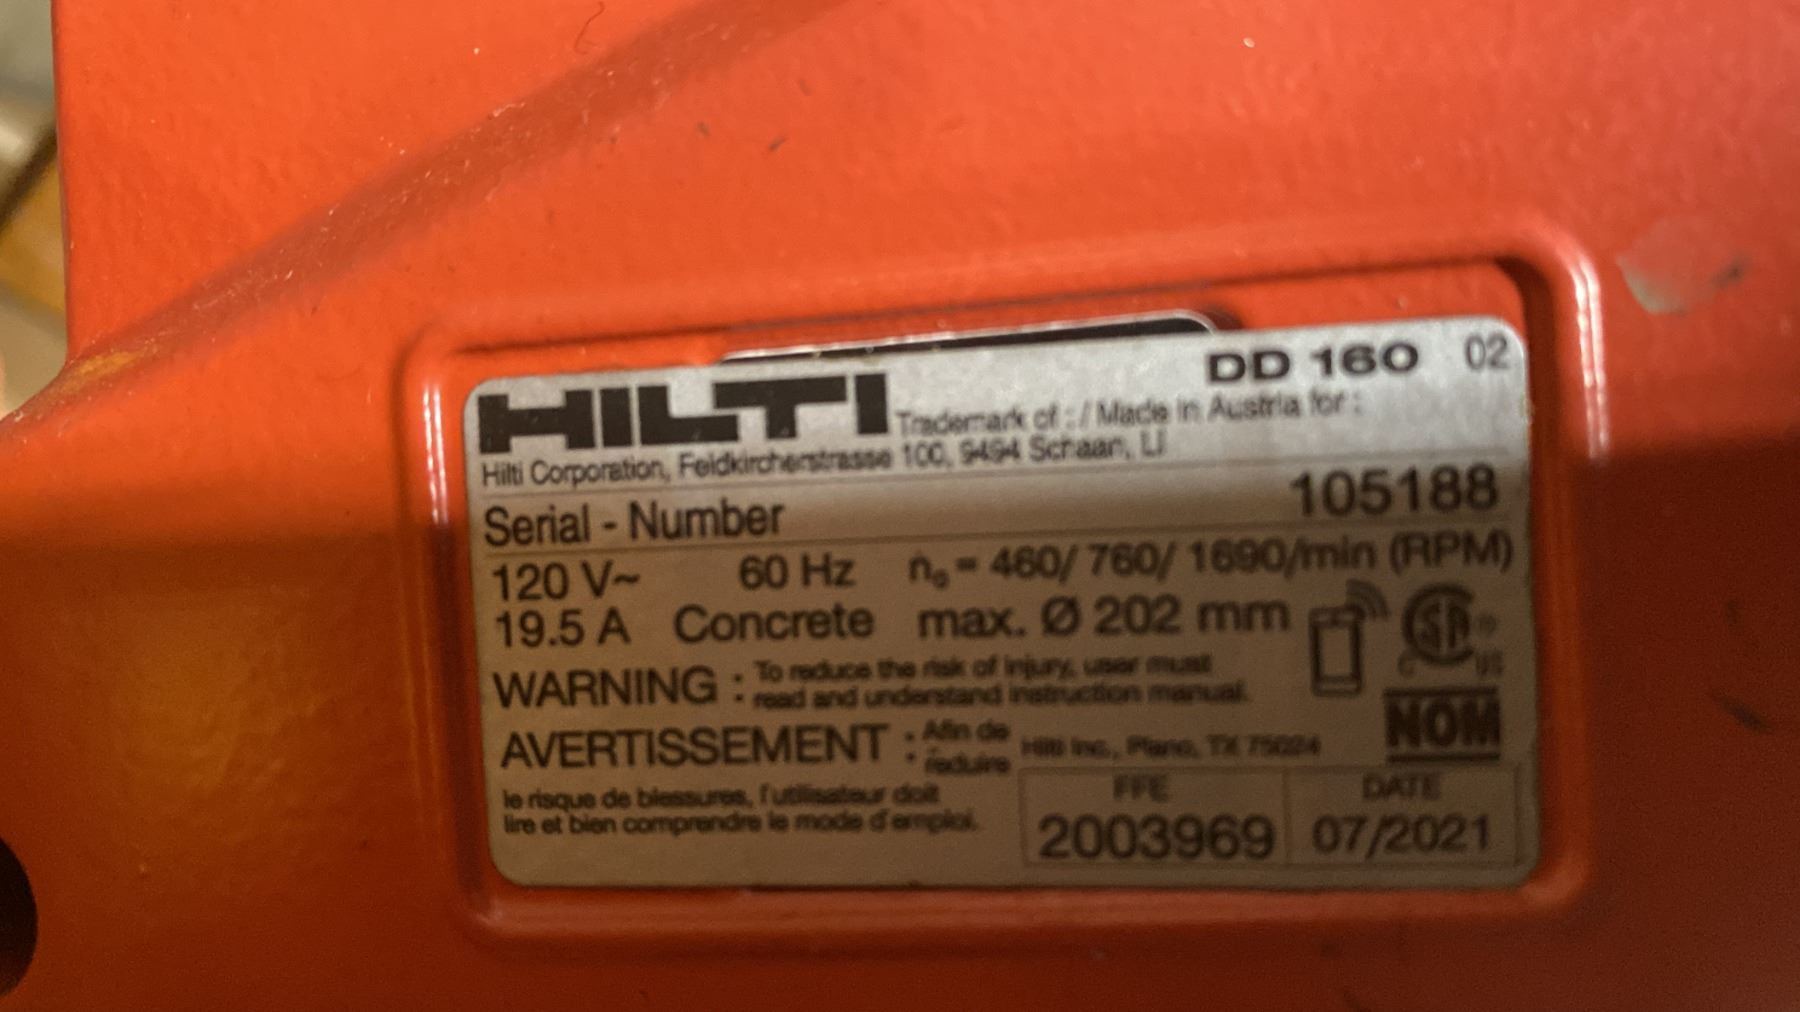 DD 160 02
HILTI Trademark of : / Made in Austria for :
Hilti Corporation, Feldkircherstrasse 100, 9494 Schaan, LI
Serial - Number 105188
120 V~ 60 Hz n₀ = 460/ 760/ 1690/min (RPM)
19.5 A Concrete max. Ø 202 mm
WARNING : To reduce the risk of injury, user must
read and understand instruction manual.
CSA
C US
NOM
AVERTISSEMENT : Afin de
réduire
le risque de blessures, l'utilisateur doit
lire et bien comprendre le mode d'emploi.
Hilti Inc., Plano, TX 75024
FFE DATE
2003969 07/2021